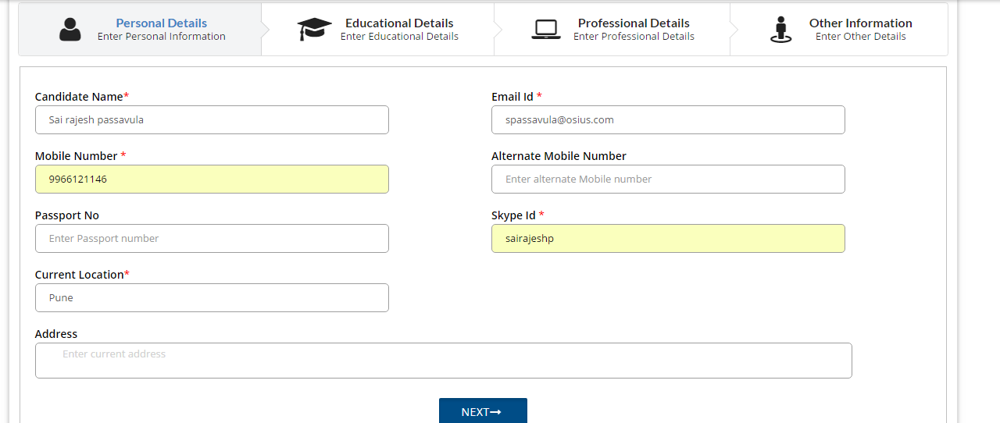 Personal Details
Enter Personal Information
Educational Details
Enter Educational Details
Professional Details
Enter Professional Details
Other Information
Enter Other Details
Candidate Name*
Email Id *
Sai rajesh passavula
spassavula@osius.com
Mobile Number *
Alternate Mobile Number
9966121146
Enter alternate Mobile number
Passport No
Skype Id *
Enter Passport number
sairajeshp
Current Location*
Pune
Address
Enter current address
NEXT→